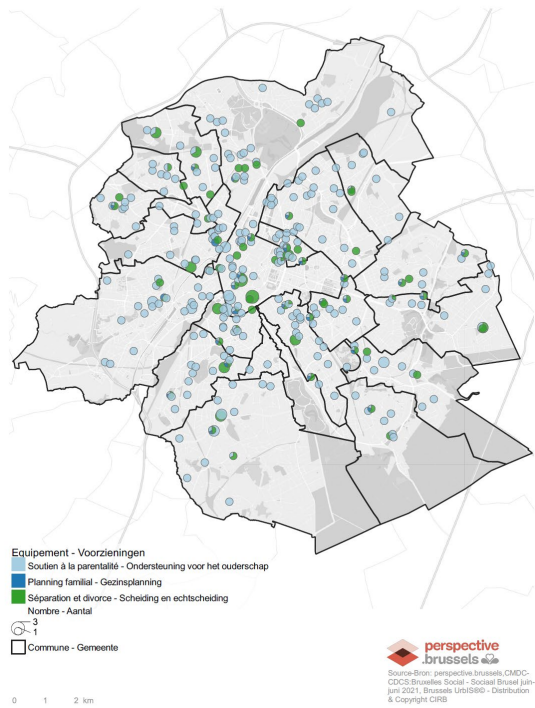 Equipement - Voorzieningen
Soutien à la parentalité - Ondersteuning voor het ouderschap
Planning familial - Gezinsplanning
Séparation et divorce - Scheiding en echtscheiding
Nombre - Aantal
3
1
Commune - Gemeente
0 1 2 km
perspective
.brussels
Source-Bron: perspective.brussels,CMDC-
CDCS:Bruxelles Social - Sociaal Brusel juin-
juni 2021, Brussels UrbIS®© - Distribution
& Copyright CIRB